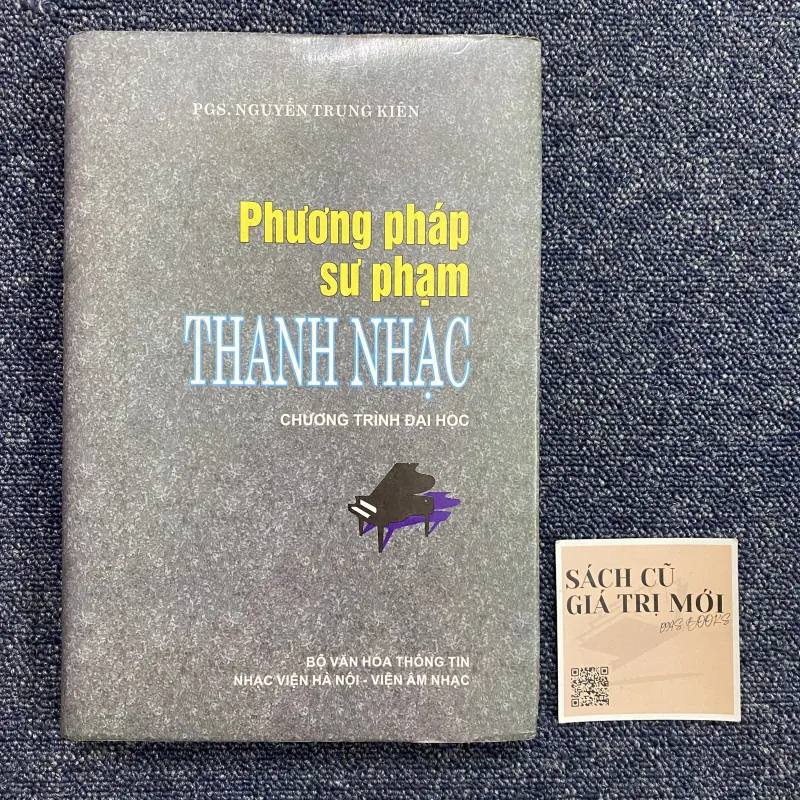 PGS. NGUYỄN TRUNG KIÊN
Phương pháp
sư phạm
THANH NHẠC
CHƯƠNG TRÌNH ĐẠI HỌC
BỘ VĂN HÓA THÔNG TIN
NHẠC VIỆN HÀ NỘI - VIỆN ÂM NHẠC
SÁCH CŨ
GIÁ TRỊ MỚI
BOOKS